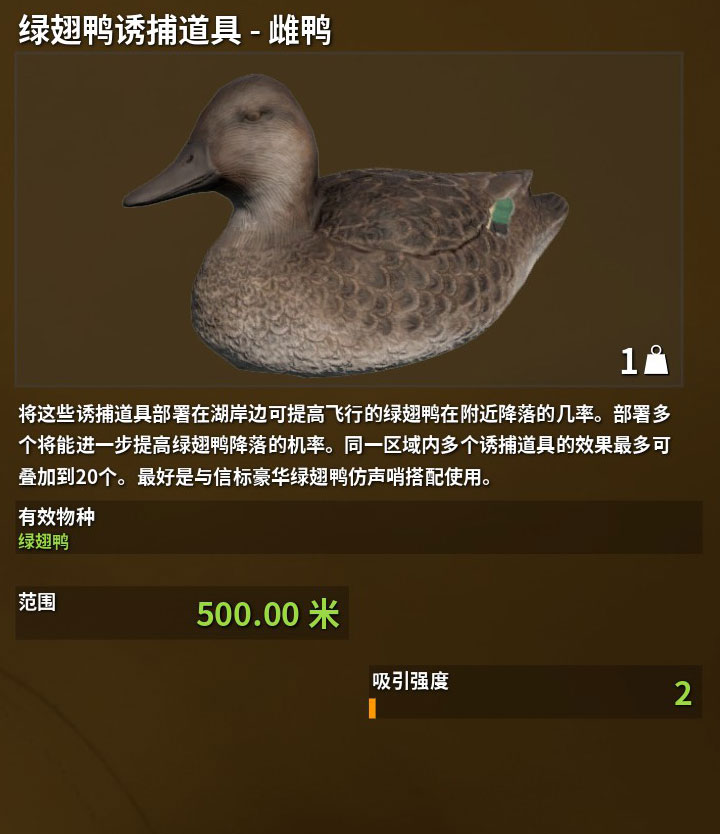 绿翅鸭诱捕道具 - 雌鸭
1
将这些诱捕道具部署在湖岸边可提高飞行的绿翅鸭在附近降落的几率。部署多
个将能进一步提高绿翅鸭降落的机率。同一区域内多个诱捕道具的效果最多可
叠加到20个。最好是与信标豪华绿翅鸭仿声哨搭配使用。
有效物种
绿翅鸭
范围
500.00 米
吸引强度
2